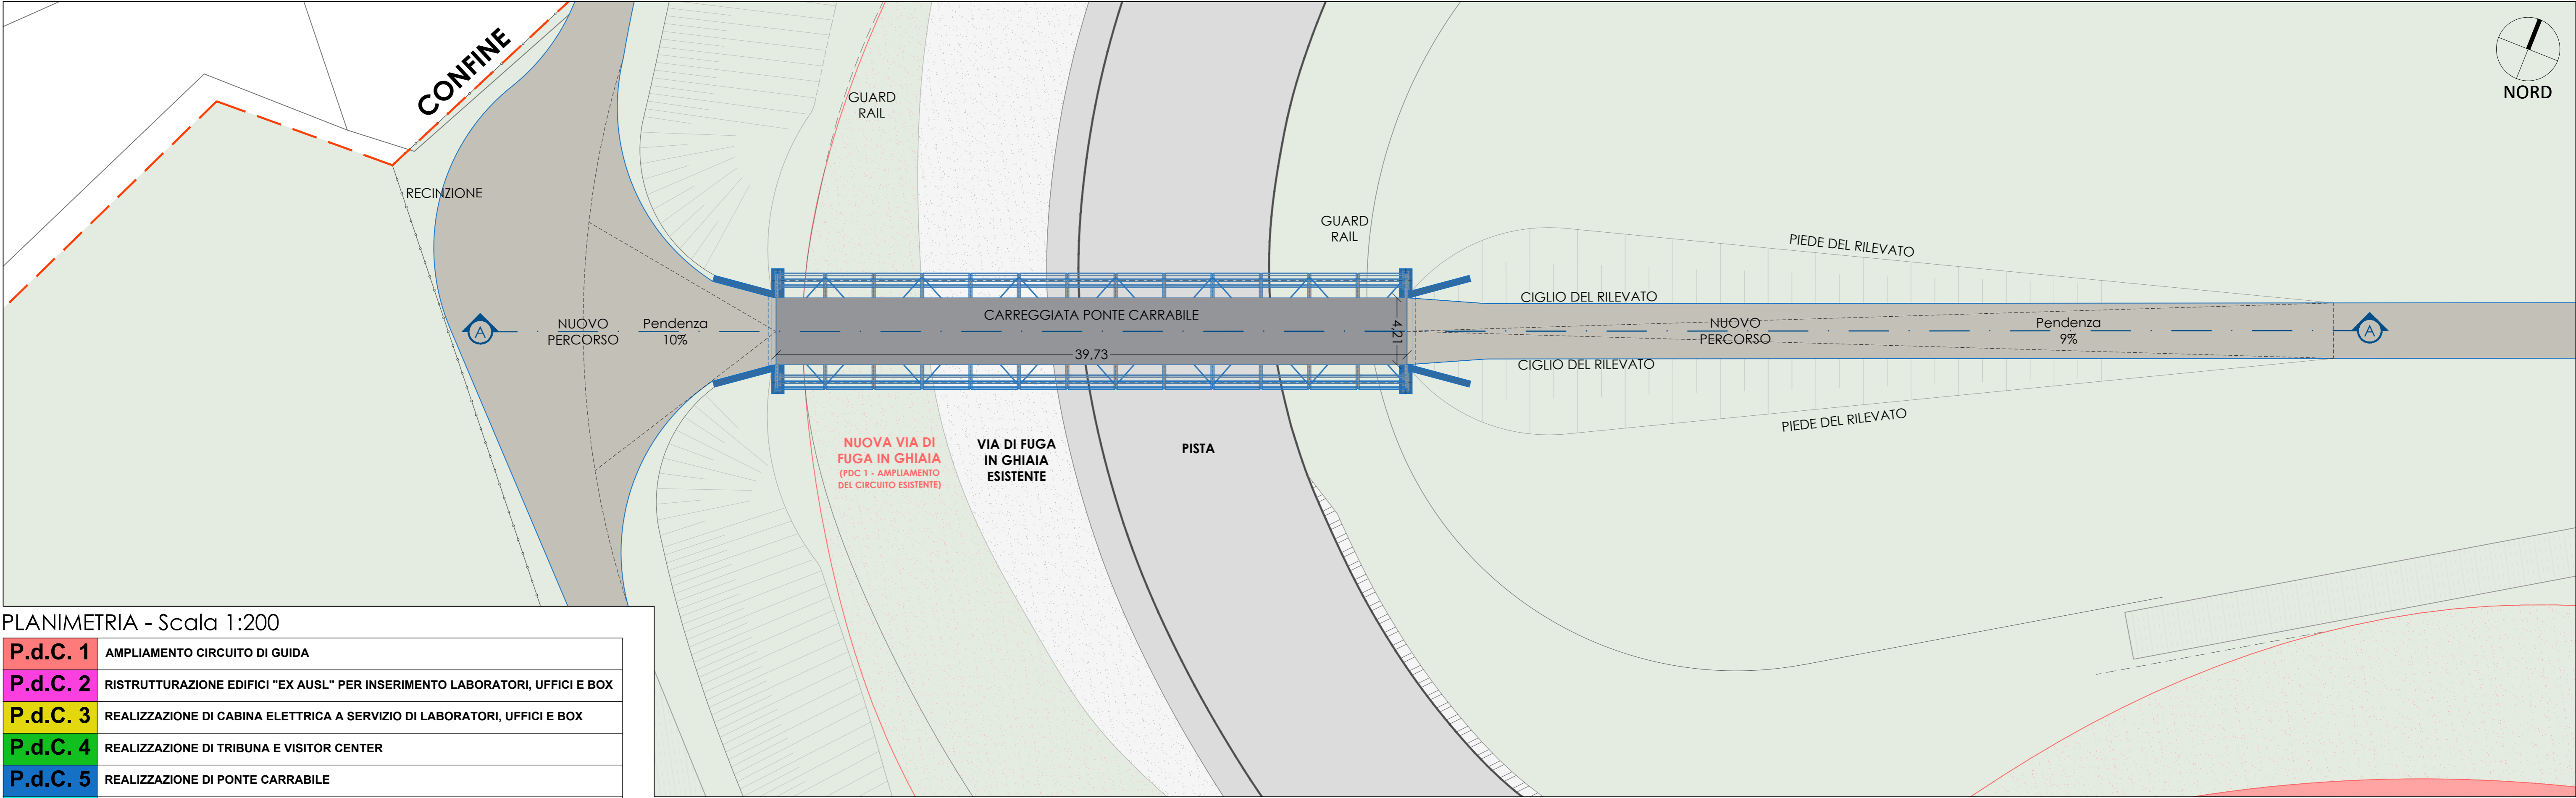 CONFINE
NORD
GUARD
RAIL
RECINZIONE
GUARD
RAIL
PIEDE DEL RILEVATO
CIGLIO DEL RILEVATO
CARREGGIATA PONTE CARRABILE
4,21
A
NUOVO
PERCORSO
Pendenza
10%
39,73
NUOVO
PERCORSO
Pendenza
9%
A
CIGLIO DEL RILEVATO
PIEDE DEL RILEVATO
NUOVA VIA DI
FUGA IN GHIAIA
(PDC 1 - AMPLIAMENTO
DEL CIRCUITO ESISTENTE)
VIA DI FUGA
IN GHIAIA
ESISTENTE
PISTA
PLANIMETRIA - Scala 1:200
P.d.C. 1 AMPLIAMENTO CIRCUITO DI GUIDA
P.d.C. 2 RISTRUTTURAZIONE EDIFICI "EX AUSL" PER INSERIMENTO LABORATORI, UFFICI E BOX
P.d.C. 3 REALIZZAZIONE DI CABINA ELETTRICA A SERVIZIO DI LABORATORI, UFFICI E BOX
P.d.C. 4 REALIZZAZIONE DI TRIBUNA E VISITOR CENTER
P.d.C. 5 REALIZZAZIONE DI PONTE CARRABILE